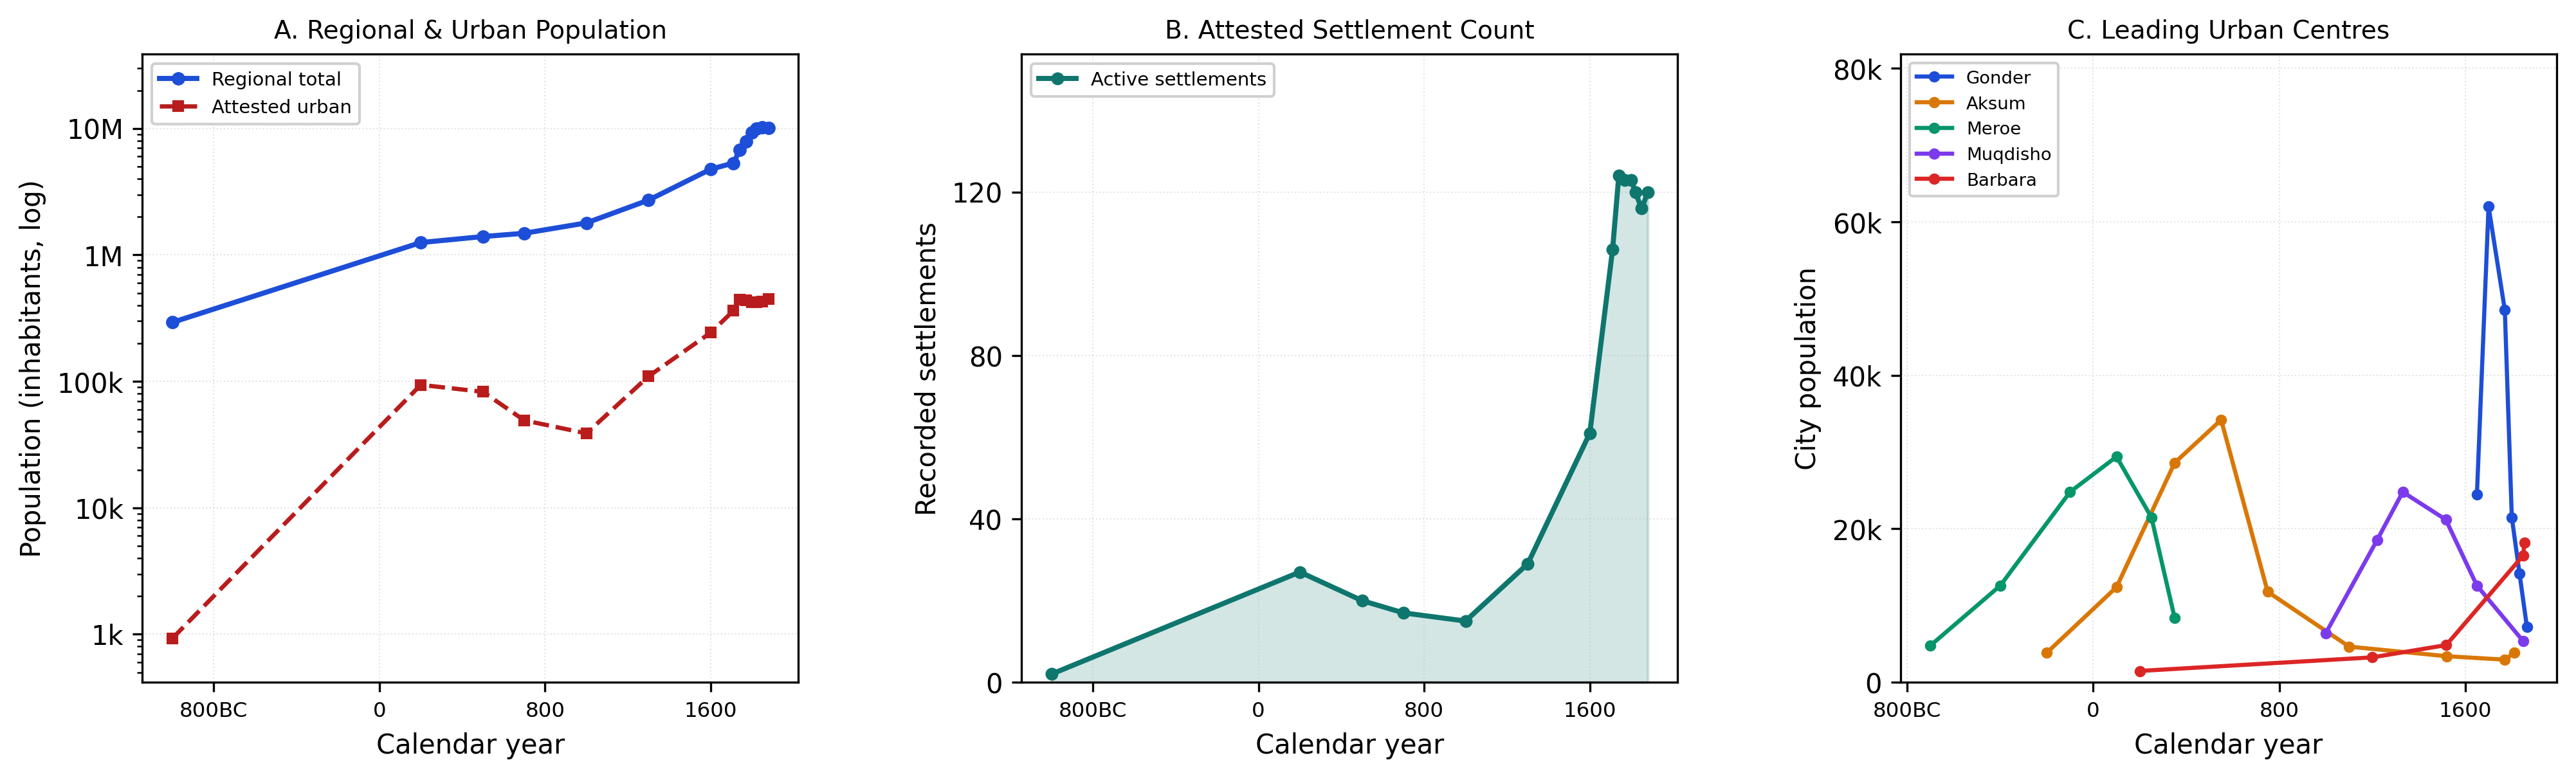 A. Regional & Urban Population
Regional total
Attested urban
Population (inhabitants, log)
10M
1M
100k
10k
1k
800BC
0
800
1600
Calendar year
B. Attested Settlement Count
Active settlements
Recorded settlements
120
80
40
0
800BC
0
800
1600
Calendar year
C. Leading Urban Centres
Gonder
Aksum
Meroe
Muqdisho
Barbara
City population
80k
60k
40k
20k
0
800BC
0
800
1600
Calendar year